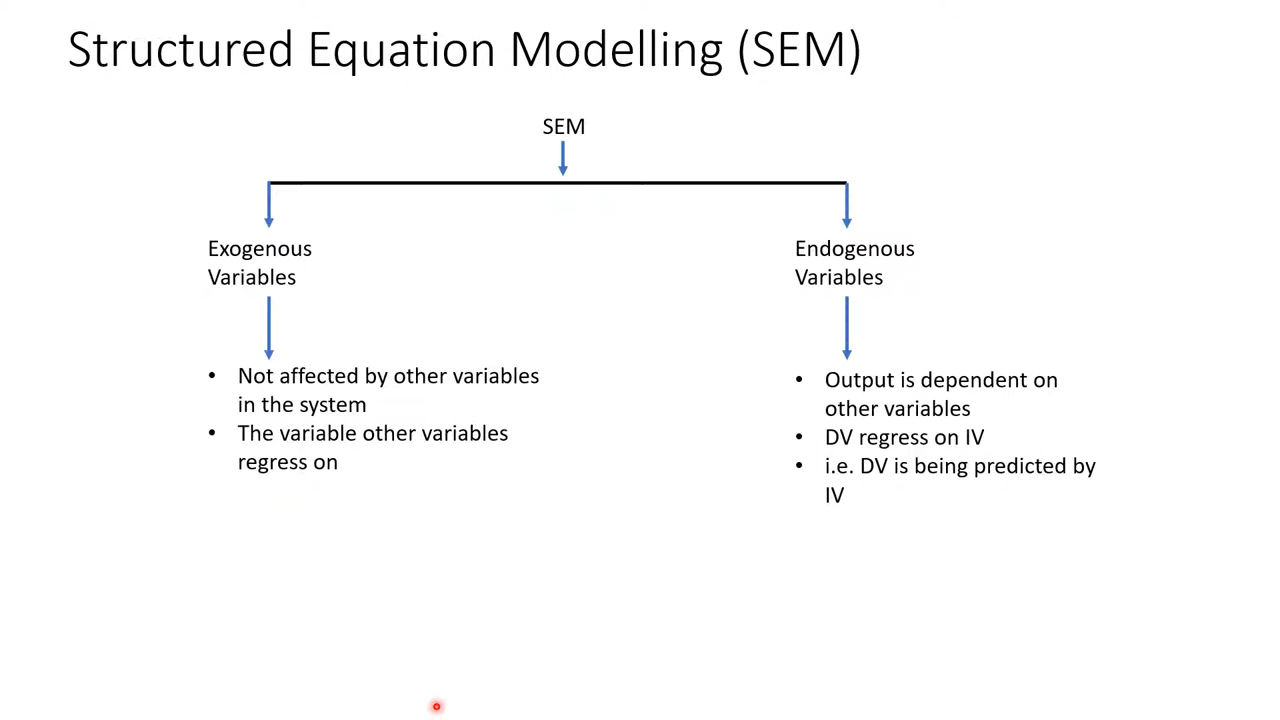 Structured Equation Modelling (SEM)
SEM
Exogenous
Variables
• Not affected by other variables
in the system
• The variable other variables
regress on
Endogenous
Variables
• Output is dependent on
other variables
• DV regress on IV
• i.e. DV is being predicted by
IV